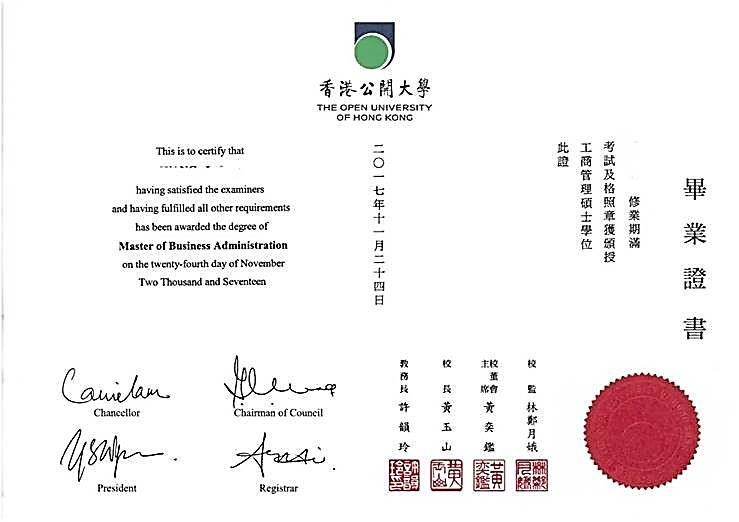 香港公開大學
THE OPEN UNIVERSITY
OF HONG KONG
This is to certify that
having satisfied the examiners
and having fulfilled all other requirements
has been awarded the degree of
Master of Business Administration
on the twenty-fourth day of November
Two Thousand and Seventeen
畢業證書
修業期滿
考試及格照章獲頒授
工商管理碩士學位
此證
二〇一七年十一月二十四日
Chancellor
Chairman of Council
President
Registrar
校監 林鄭月娥
校董會主席 黃奕鑑
校長 黃玉山
教務長 許韻玲